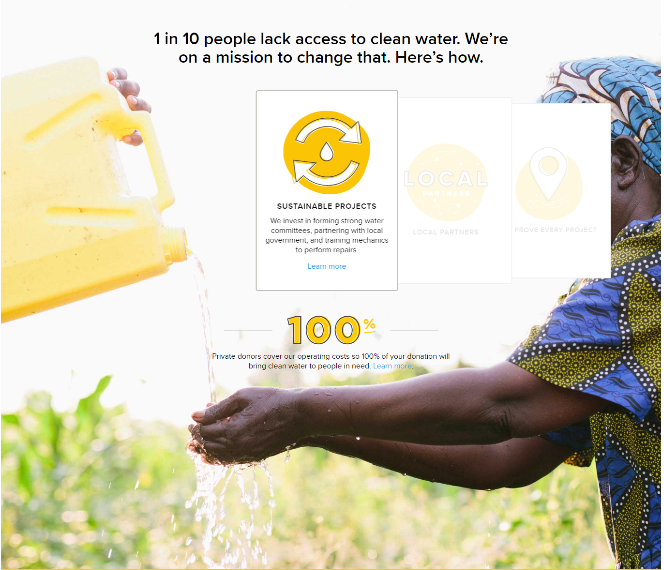 1 in 10 people lack access to clean water. We're
on a mission to change that. Here's how.
SUSTAINABLE PROJECTS
We invest in forming strong water
committees, partnering with local
government, and training mechanics
to perform repairs
Learn more
LOCAL
PARTNERS
LOCAL PARTNERS
PROVE EVERY PROJECT
100%
Private donors cover our operating costs so 100% of your donation will
bring clean water to people in need. Learn more.